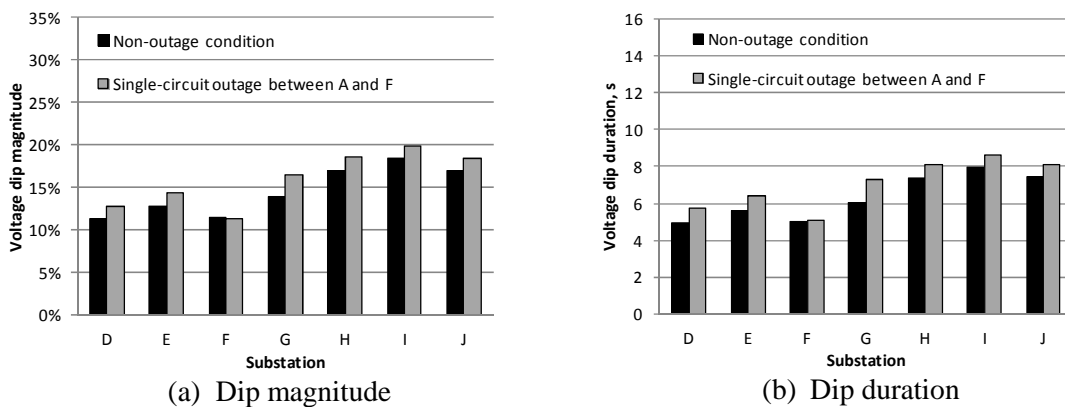 35%
30%
25%
20%
15%
10%
5%
0%
Voltage dip magnitude
Non-outage condition
Single-circuit outage between A and F
D E F G H I J
Substation
(a) Dip magnitude
16
14
12
10
8
6
4
2
0
Voltage dip duration, s
Non-outage condition
Single-circuit outage between A and F
D E F G H I J
Substation
(b) Dip duration